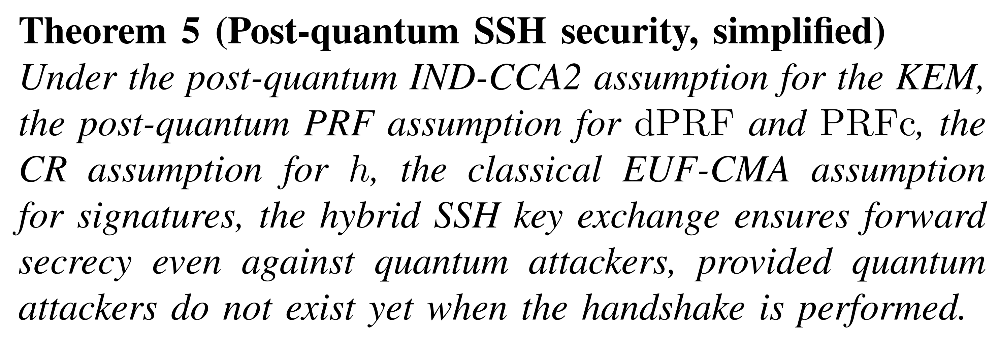 Theorem 5 (Post-quantum SSH security, simplified)
Under the post-quantum IND-CCA2 assumption for the KEM,
the post-quantum PRF assumption for dPRF and PRFc, the
CR assumption for h, the classical EUF-CMA assumption
for signatures, the hybrid SSH key exchange ensures forward
secrecy even against quantum attackers, provided quantum
attackers do not exist yet when the handshake is performed.